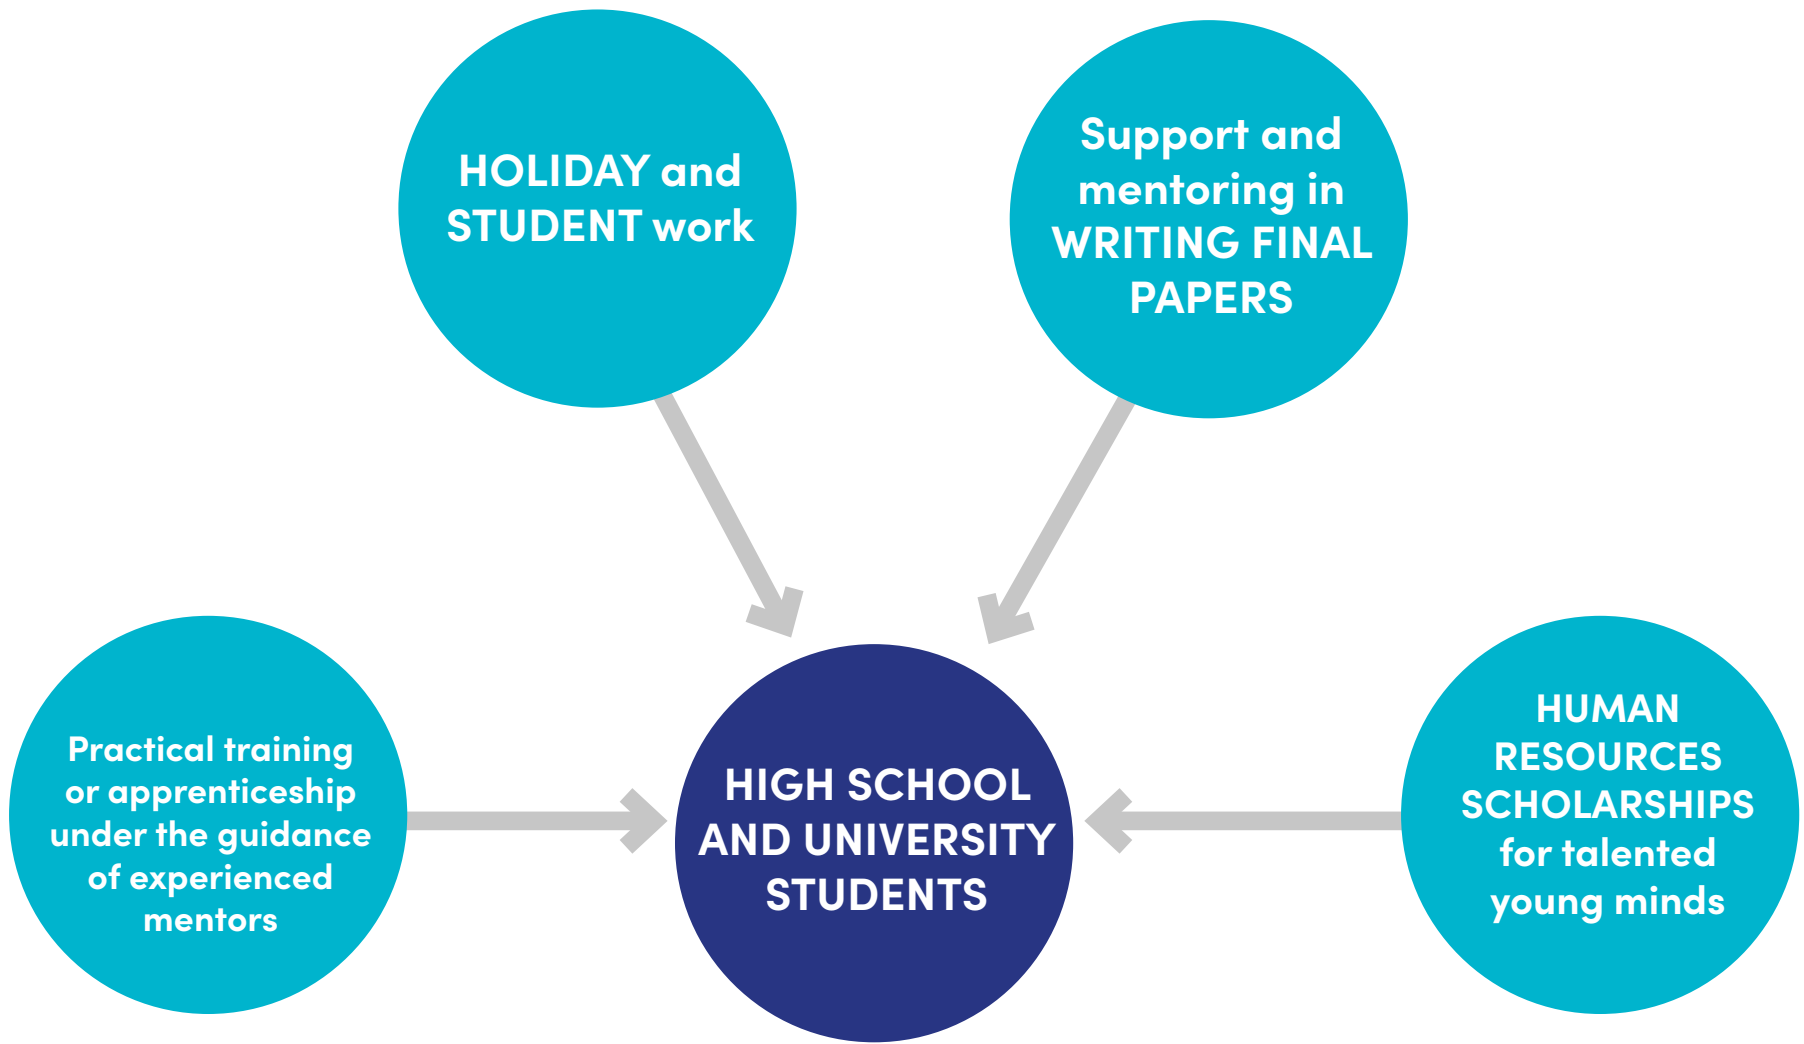 HOLIDAY and
STUDENT work
Support and
mentoring in
WRITING FINAL
PAPERS
Practical training
or apprenticeship
under the guidance
of experienced
mentors
HIGH SCHOOL
AND UNIVERSITY
STUDENTS
HUMAN
RESOURCES
SCHOLARSHIPS
for talented
young minds